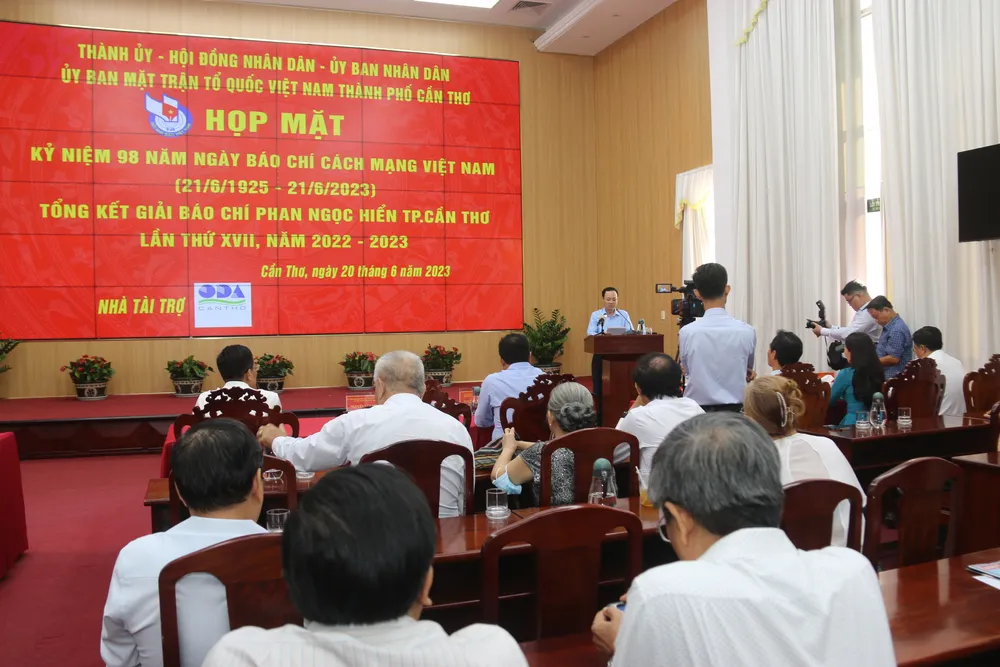 THÀNH ỦY - HỘI ĐỒNG NHÂN DÂN - ỦY BAN NHÂN DÂN
ỦY BAN MẶT TRẬN TỔ QUỐC VIỆT NAM THÀNH PHỐ CẦN THƠ
HỌP MẶT
KỶ NIỆM 98 NĂM NGÀY BÁO CHÍ CÁCH MẠNG VIỆT NAM
(21/6/1925 - 21/6/2023)
TỔNG KẾT GIẢI BÁO CHÍ PHAN NGỌC HIỂN TP.CẦN THƠ
LẦN THỨ XVII, NĂM 2022 - 2023
Cần Thơ, ngày 20 tháng 6 năm 2023
NHÀ TÀI TRỢ
ODA
CANTHO